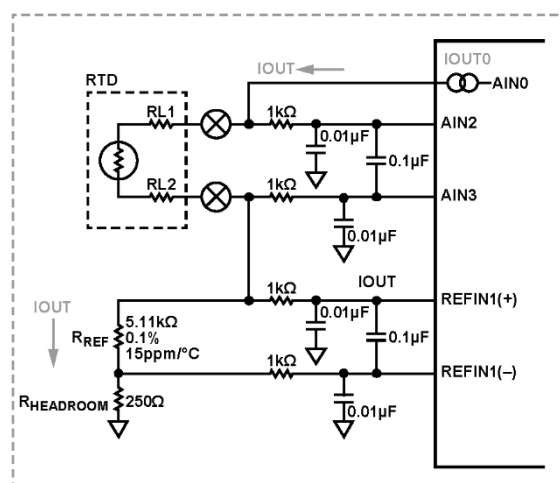 IOUT0
IOUT
AIN0
RTD
RL1
1kΩ
0.01µF
AIN2
0.1µF
RL2
1kΩ
AIN3
0.01µF
IOUT
1kΩ
REFIN1(+)
IOUT
5.11kΩ
RREF
0.1%
15ppm/°C
0.01µF
0.1µF
1kΩ
REFIN1(–)
RHEADROOM
250Ω
0.01µF